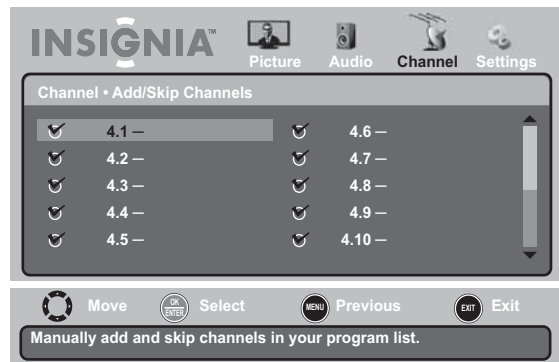 INSIGNIA™
Picture Audio Channel Settings
Channel • Add/Skip Channels
4.1 — 4.6 —
4.2 — 4.7 —
4.3 — 4.8 —
4.4 — 4.9 —
4.5 — 4.10 —
Move OK ENTER Select MENU Previous EXIT Exit
Manually add and skip channels in your program list.